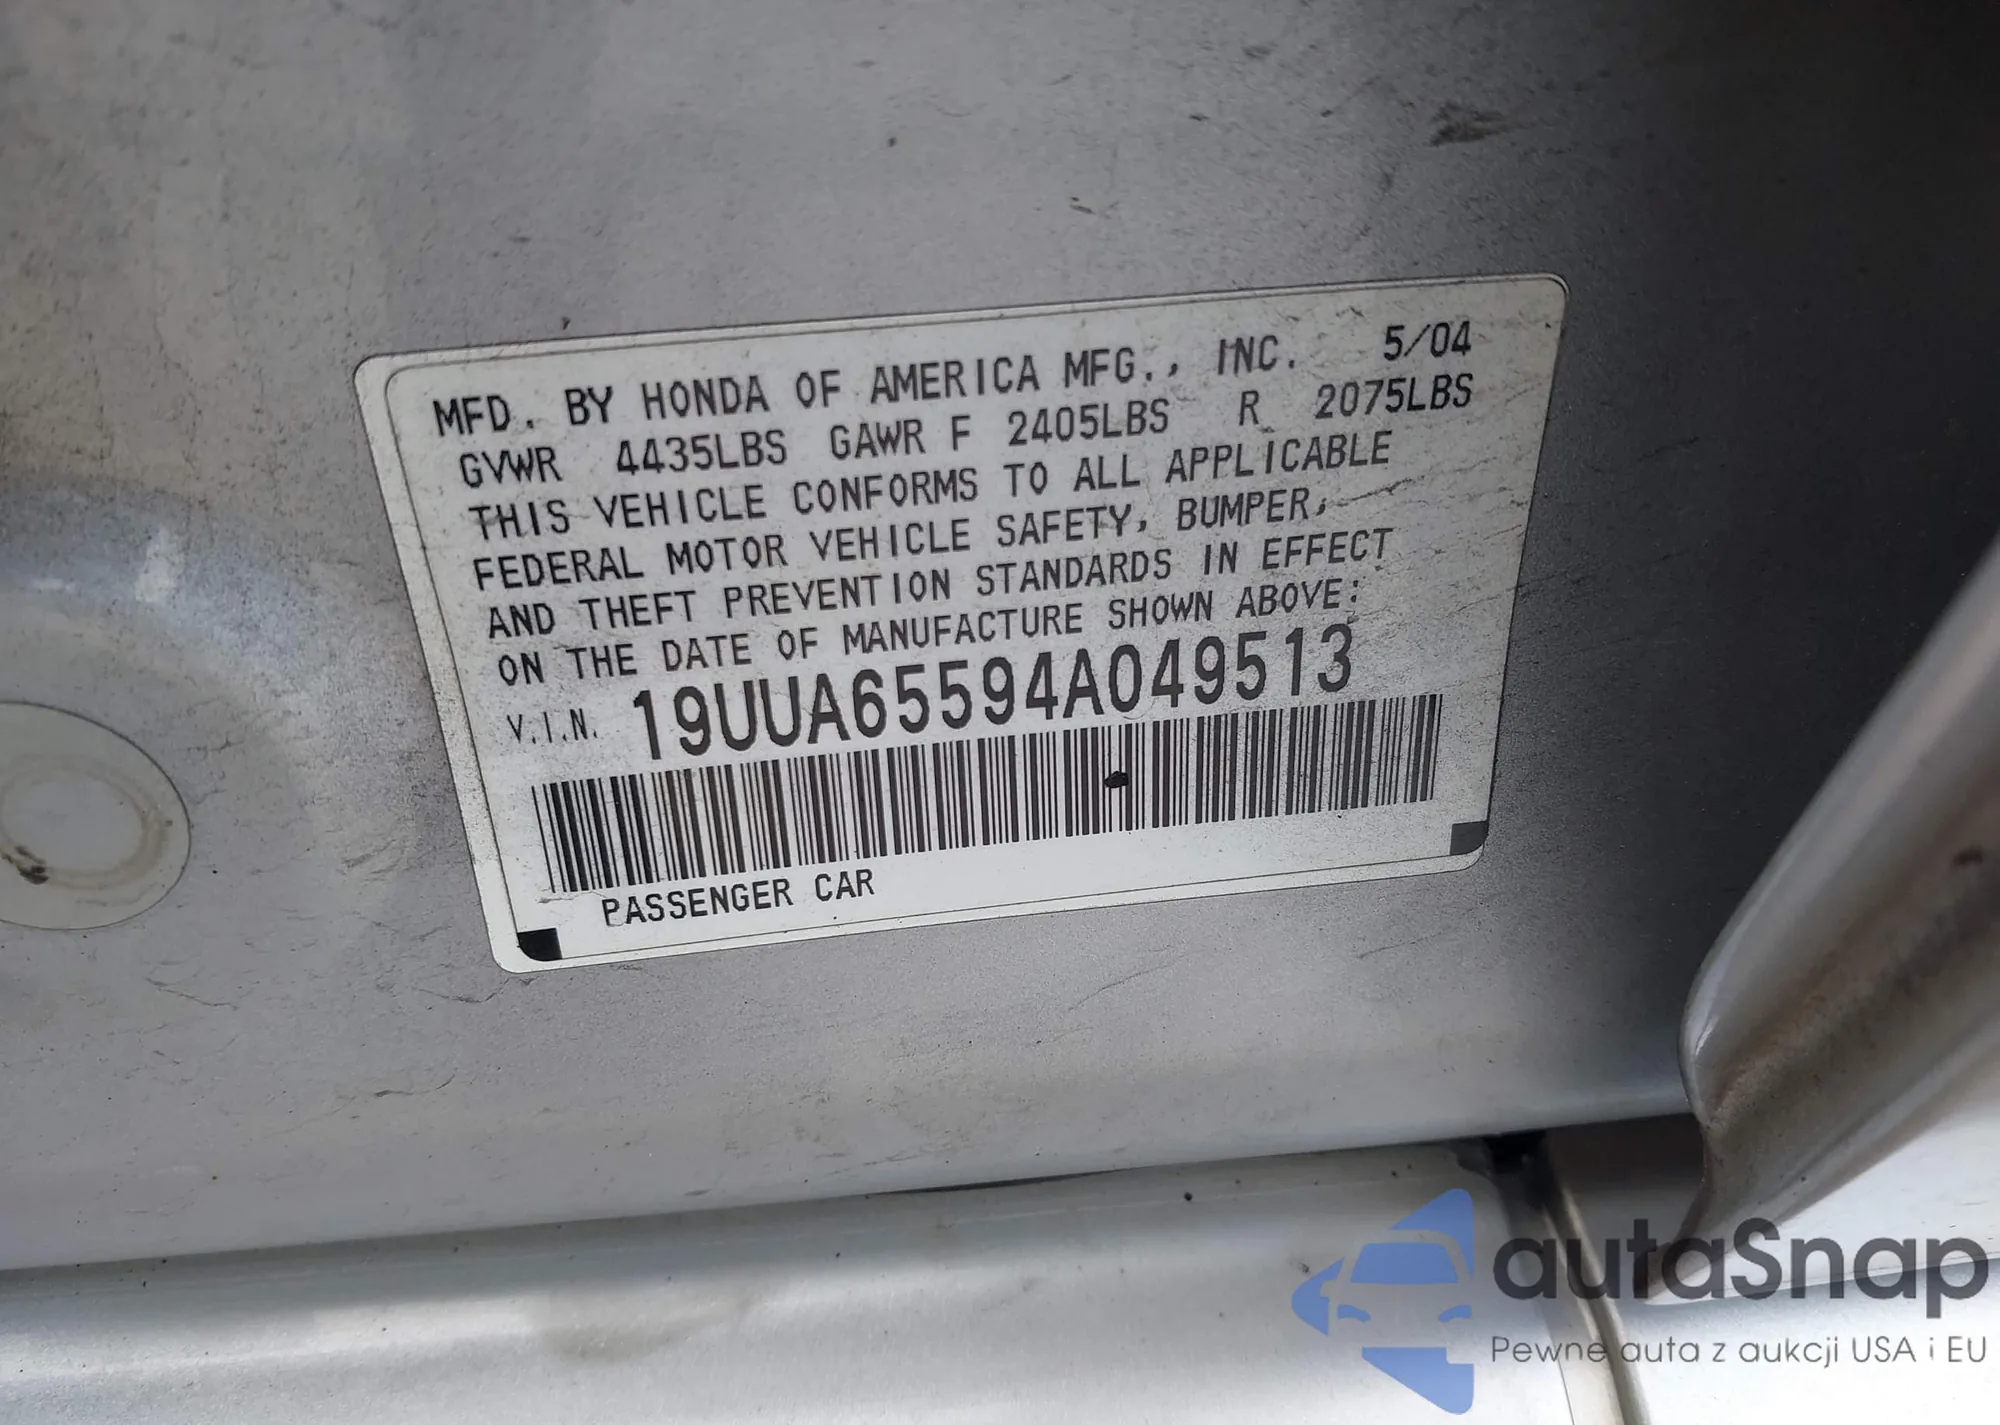 MFD. BY HONDA OF AMERICA MFG., INC. 5/04
GVWR 4435LBS GAWR F 2405LBS R 2075LBS
THIS VEHICLE CONFORMS TO ALL APPLICABLE
FEDERAL MOTOR VEHICLE SAFETY, BUMPER,
AND THEFT PREVENTION STANDARDS IN EFFECT
ON THE DATE OF MANUFACTURE SHOWN ABOVE:
V.I.N. 19UUA65594A049513
PASSENGER CAR
autaSnap
Pewne auta z aukcji USA i EU